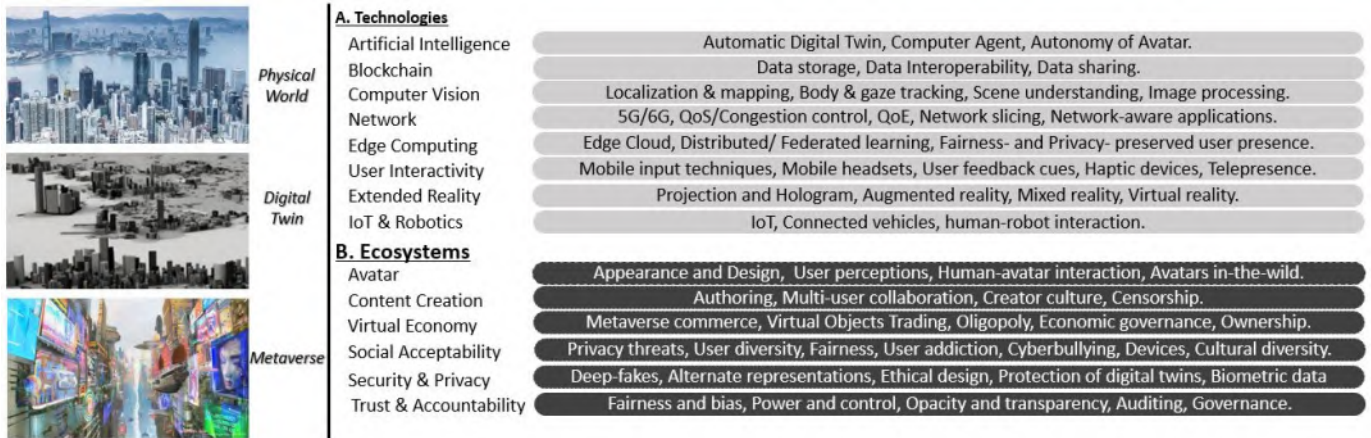 Physical
World
Digital
Twin
Metaverse
A. Technologies
Artificial Intelligence Automatic Digital Twin, Computer Agent, Autonomy of Avatar.
Blockchain Data storage, Data Interoperability, Data sharing.
Computer Vision Localization & mapping, Body & gaze tracking, Scene understanding, Image processing.
Network 5G/6G, QoS/Congestion control, QoE, Network slicing, Network-aware applications.
Edge Computing Edge Cloud, Distributed/ Federated learning, Fairness- and Privacy- preserved user presence.
User Interactivity Mobile input techniques, Mobile headsets, User feedback cues, Haptic devices, Telepresence.
Extended Reality Projection and Hologram, Augmented reality, Mixed reality, Virtual reality.
IoT & Robotics IoT, Connected vehicles, human-robot interaction.
B. Ecosystems
Avatar Appearance and Design, User perceptions, Human-avatar interaction, Avatars in-the-wild.
Content Creation Authoring, Multi-user collaboration, Creator culture, Censorship.
Virtual Economy Metaverse commerce, Virtual Objects Trading, Oligopoly, Economic governance, Ownership.
Social Acceptability Privacy threats, User diversity, Fairness, User addiction, Cyberbullying, Devices, Cultural diversity.
Security & Privacy Deep-fakes, Alternate representations, Ethical design, Protection of digital twins, Biometric data
Trust & Accountability Fairness and bias, Power and control, Opacity and transparency, Auditing, Governance.